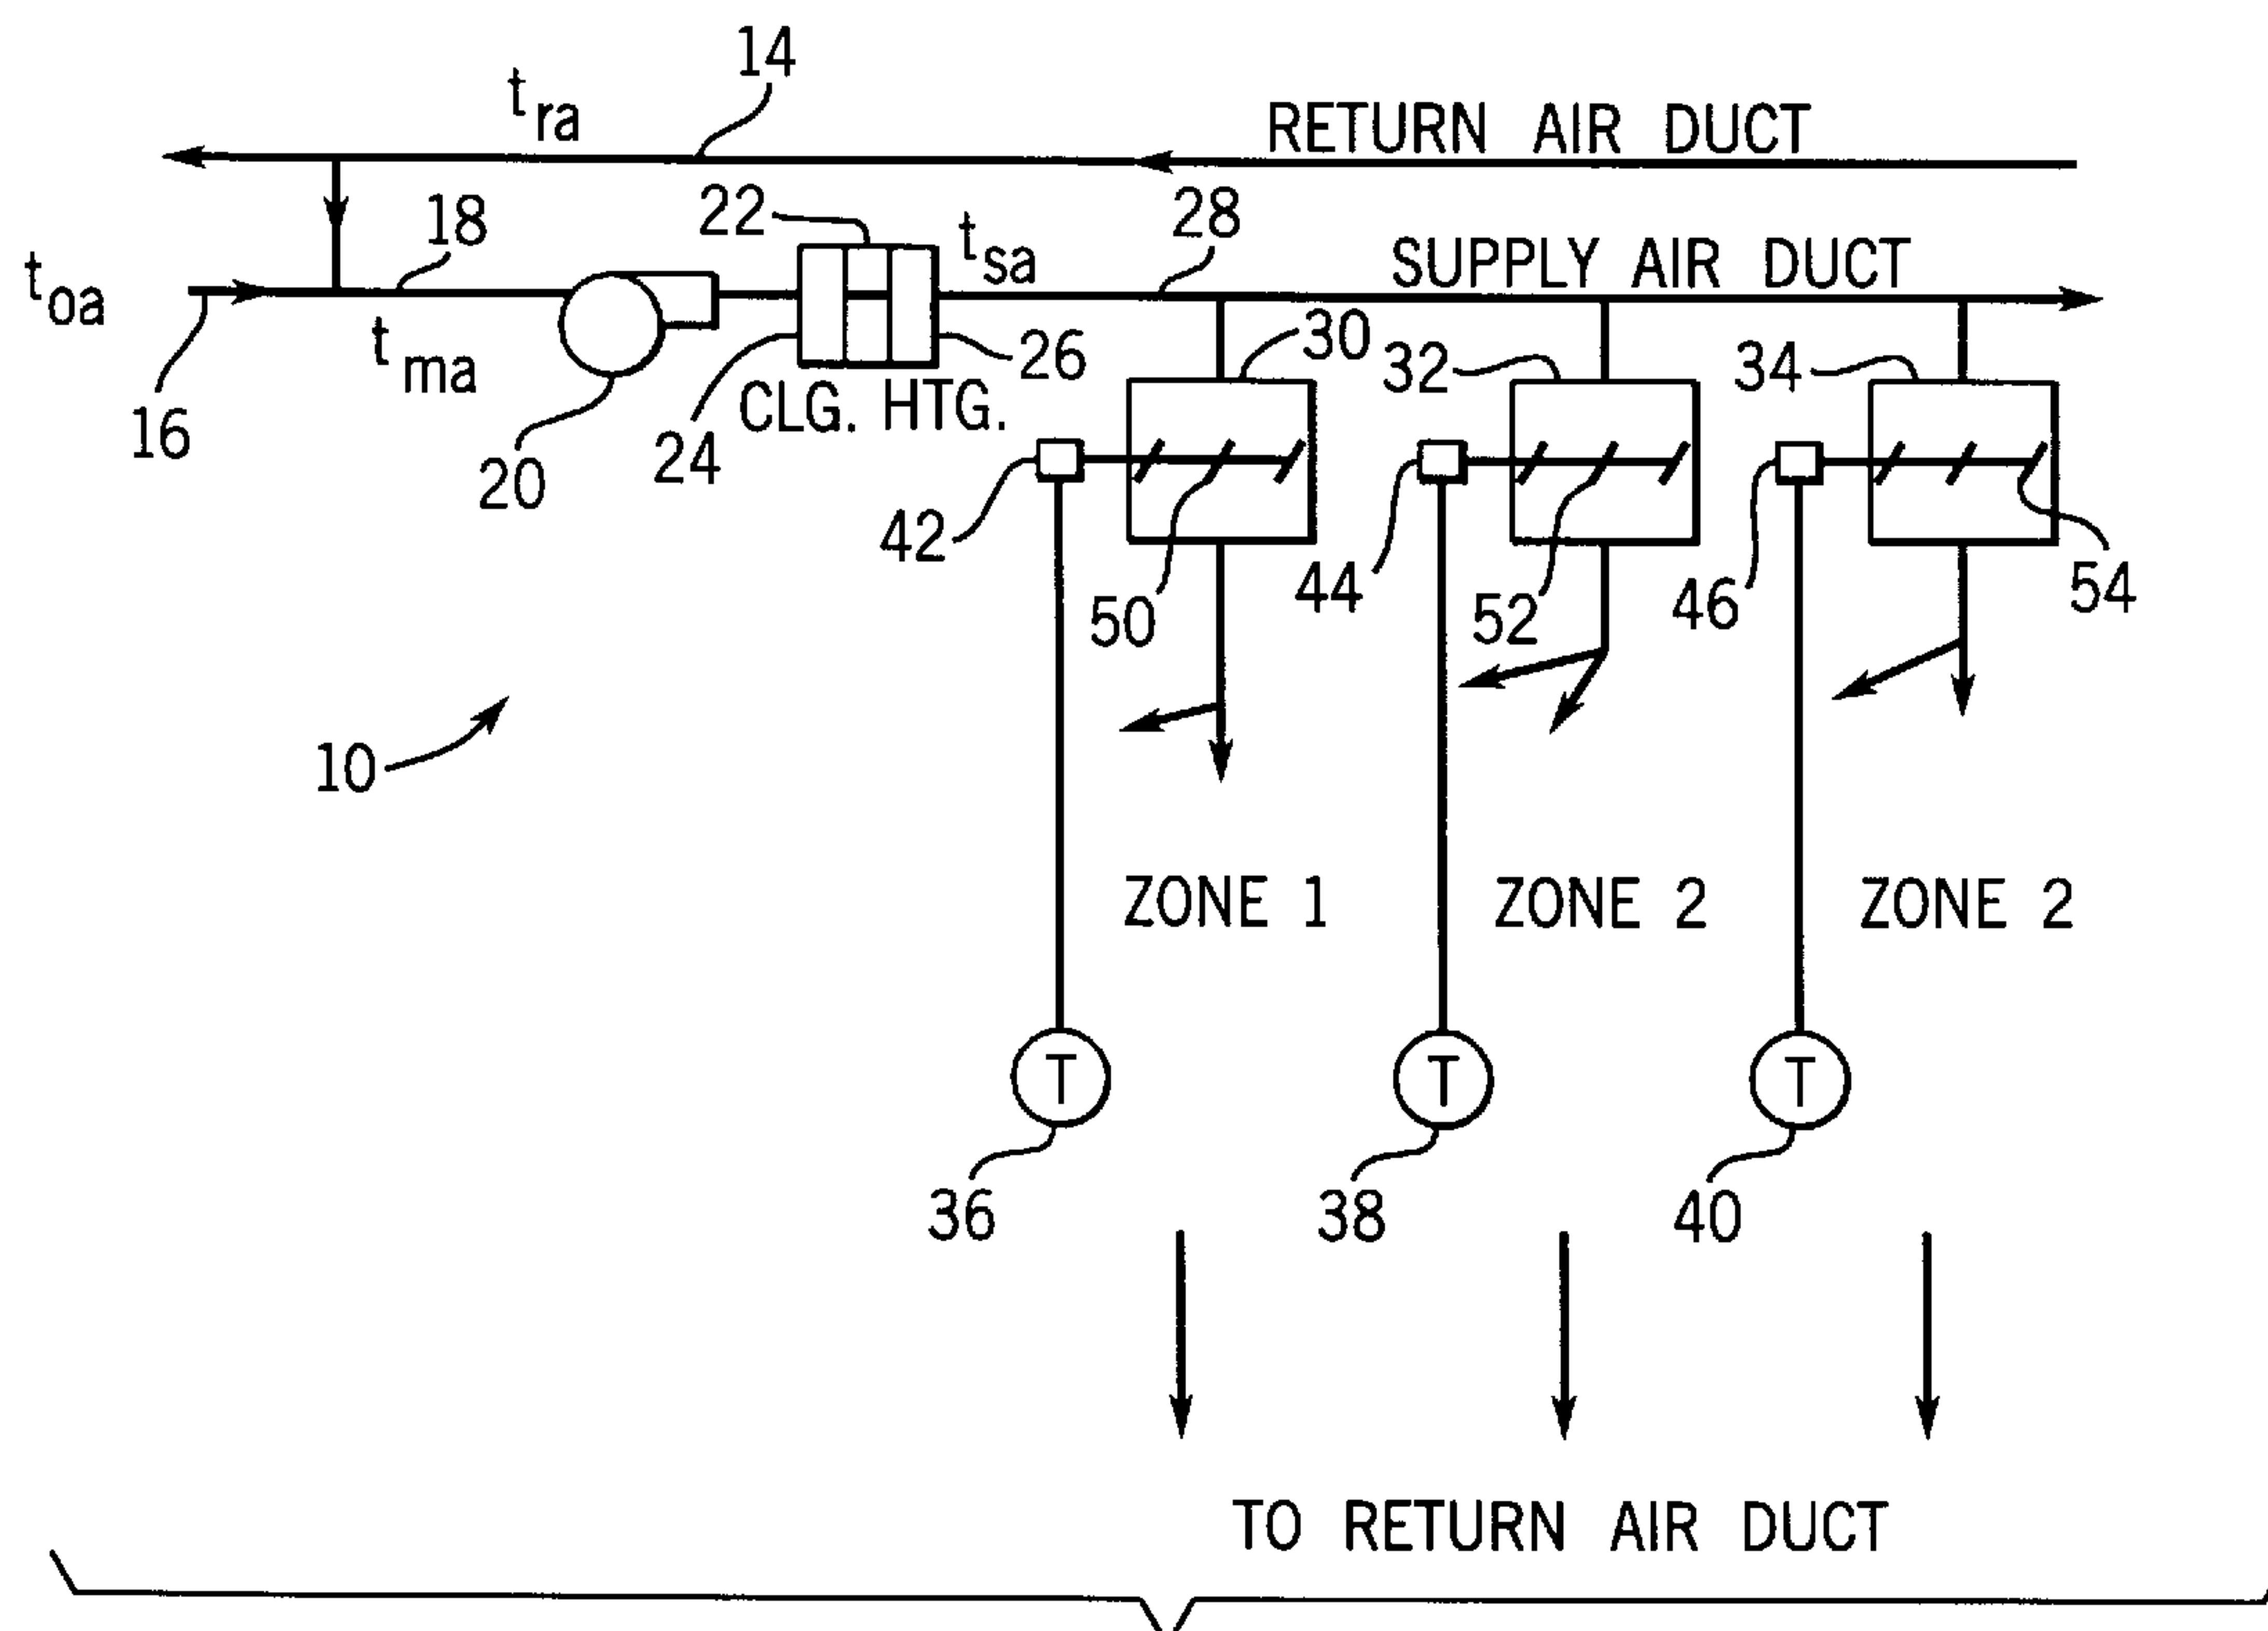 14
t_ra
RETURN AIR DUCT
18
22
t_sa
28
SUPPLY AIR DUCT
t_oa
t_ma
16
20
24
CLG. HTG.
26
30
32
34
42
50
44
52
46
54
10
ZONE 1
ZONE 2
ZONE 2
T
T
T
36
38
40
TO RETURN AIR DUCT